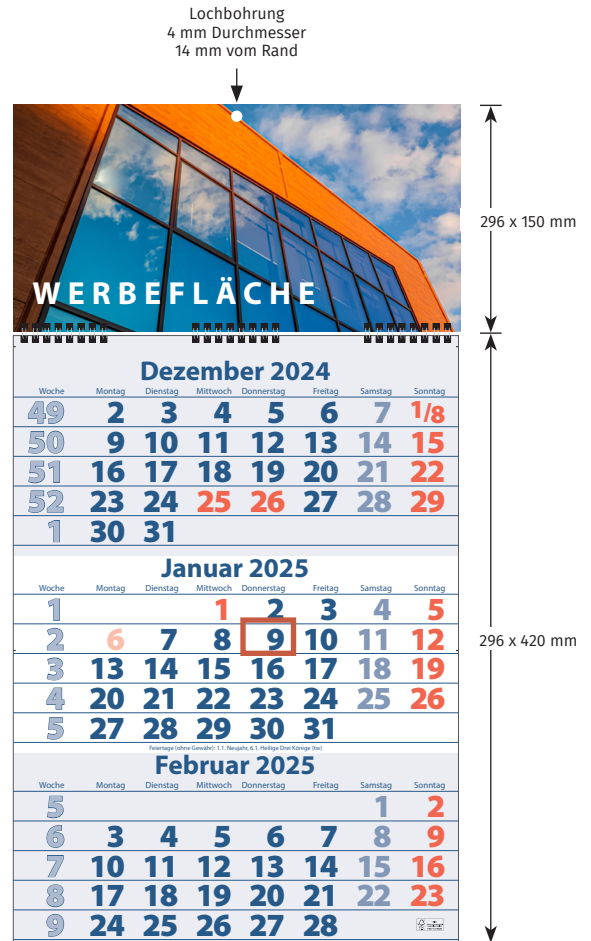 Lochbohrung
4 mm Durchmesser
14 mm vom Rand
296 x 150 mm
WERBEFLÄCHE
Dezember 2024
Woche Montag Dienstag Mittwoch Donnerstag Freitag Samstag Sonntag
49 2 3 4 5 6 7 1/8
50 9 10 11 12 13 14 15
51 16 17 18 19 20 21 22
52 23 24 25 26 27 28 29
1 30 31
Januar 2025
Woche Montag Dienstag Mittwoch Donnerstag Freitag Samstag Sonntag
1 1 2 3 4 5
2 6 7 8 9 10 11 12
296 x 420 mm
3 13 14 15 16 17 18 19
4 20 21 22 23 24 25 26
5 27 28 29 30 31
Feiertage (ohne Gewähr): 1.1. Neujahr, 6.1. Heilige Drei Könige (tw)
Februar 2025
Woche Montag Dienstag Mittwoch Donnerstag Freitag Samstag Sonntag
5 1 2
6 3 4 5 6 7 8 9
7 10 11 12 13 14 15 16
8 17 18 19 20 21 22 23
9 24 25 26 27 28